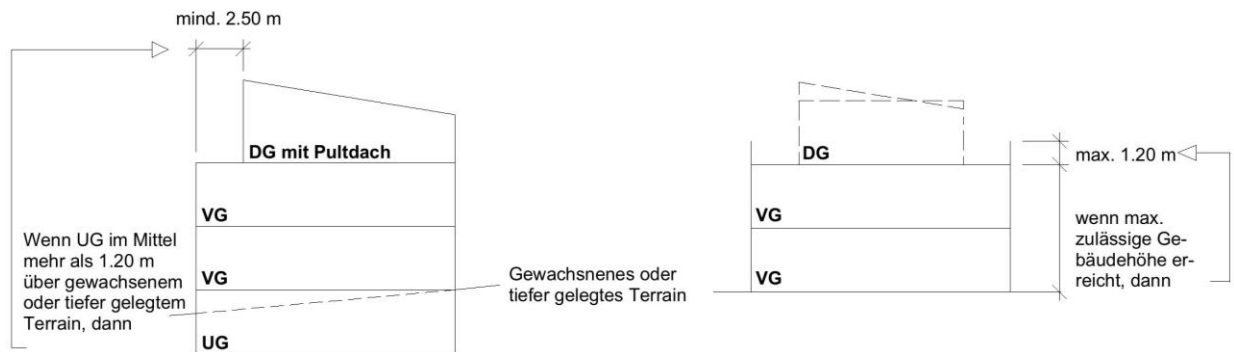 mind. 2.50 m
DG mit Pultdach
VG
VG
UG
Wenn UG im Mittel
mehr als 1.20 m
über gewachsenem
oder tiefer gelegtem
Terrain, dann
Gewachsnenes oder
tiefer gelegtes Terrain
DG
VG
VG
max. 1.20 m
wenn max.
zulässige Ge-
bäudehöhe er-
reicht, dann